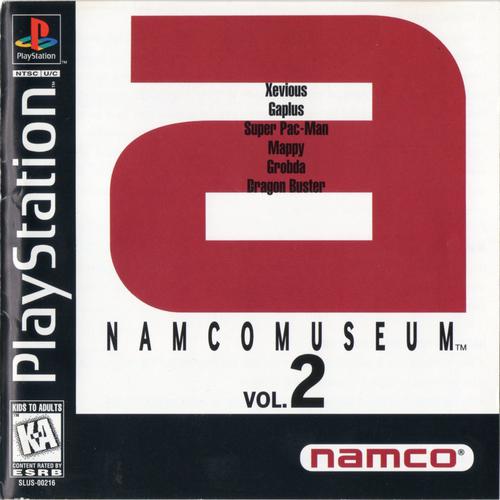 PlayStation
NTSC U/C
PlayStation
a
Xevious
Gaplus
Super Pac-Man
Mappy
Grobda
Dragon Buster
NAMCOMUSEUM™
VOL.2
KIDS TO ADULTS
K-A
CONTENT RATED BY
ESRB
SLUS-00216
namco®